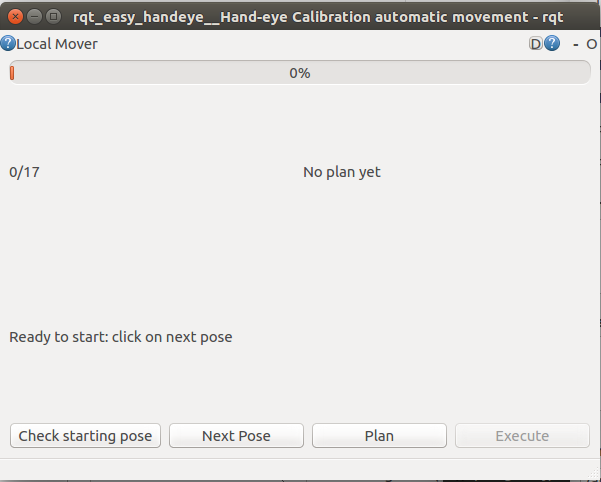 rqt_easy_handeye__Hand-eye Calibration automatic movement - rqt
?Local Mover D? - O
0%
0/17 No plan yet
Ready to start: click on next pose
Check starting pose Next Pose Plan Execute